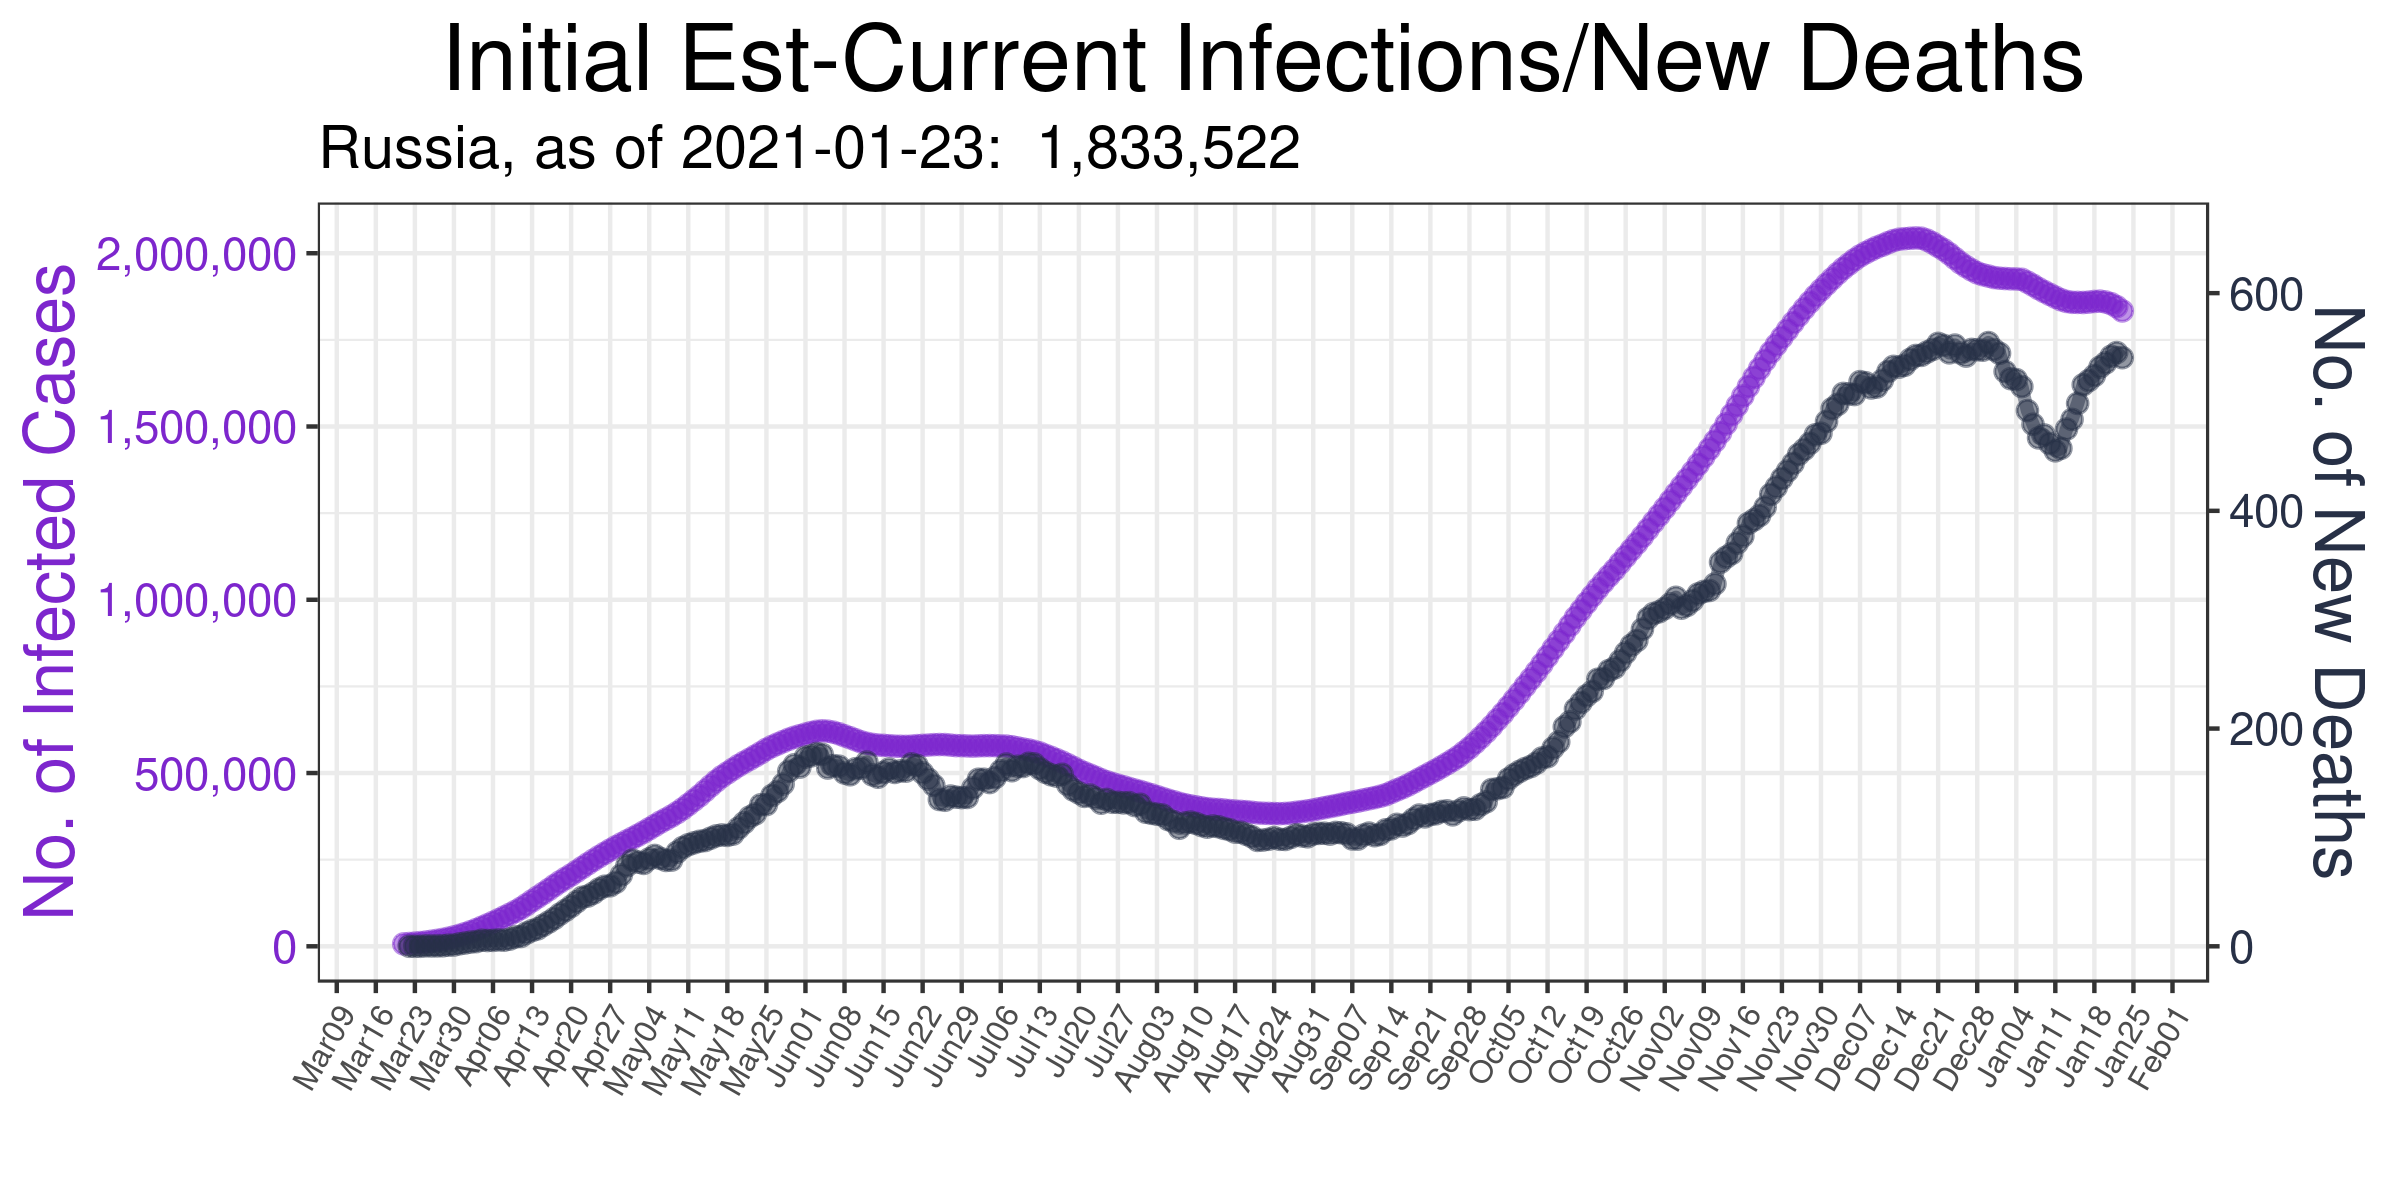 Initial Est-Current Infections/New Deaths
Russia, as of 2021-01-23:  1,833,522
No. of Infected Cases
2,000,000
1,500,000
1,000,000
500,000
0
600
400
200
0
No. of New Deaths
Mar09
Mar16
Mar23
Mar30
Apr06
Apr13
Apr20
Apr27
May04
May11
May18
May25
Jun01
Jun08
Jun15
Jun22
Jun29
Jul06
Jul13
Jul20
Jul27
Aug03
Aug10
Aug17
Aug24
Aug31
Sep07
Sep14
Sep21
Sep28
Oct05
Oct12
Oct19
Oct26
Nov02
Nov09
Nov16
Nov23
Nov30
Dec07
Dec14
Dec21
Dec28
Jan04
Jan11
Jan18
Jan25
Feb01